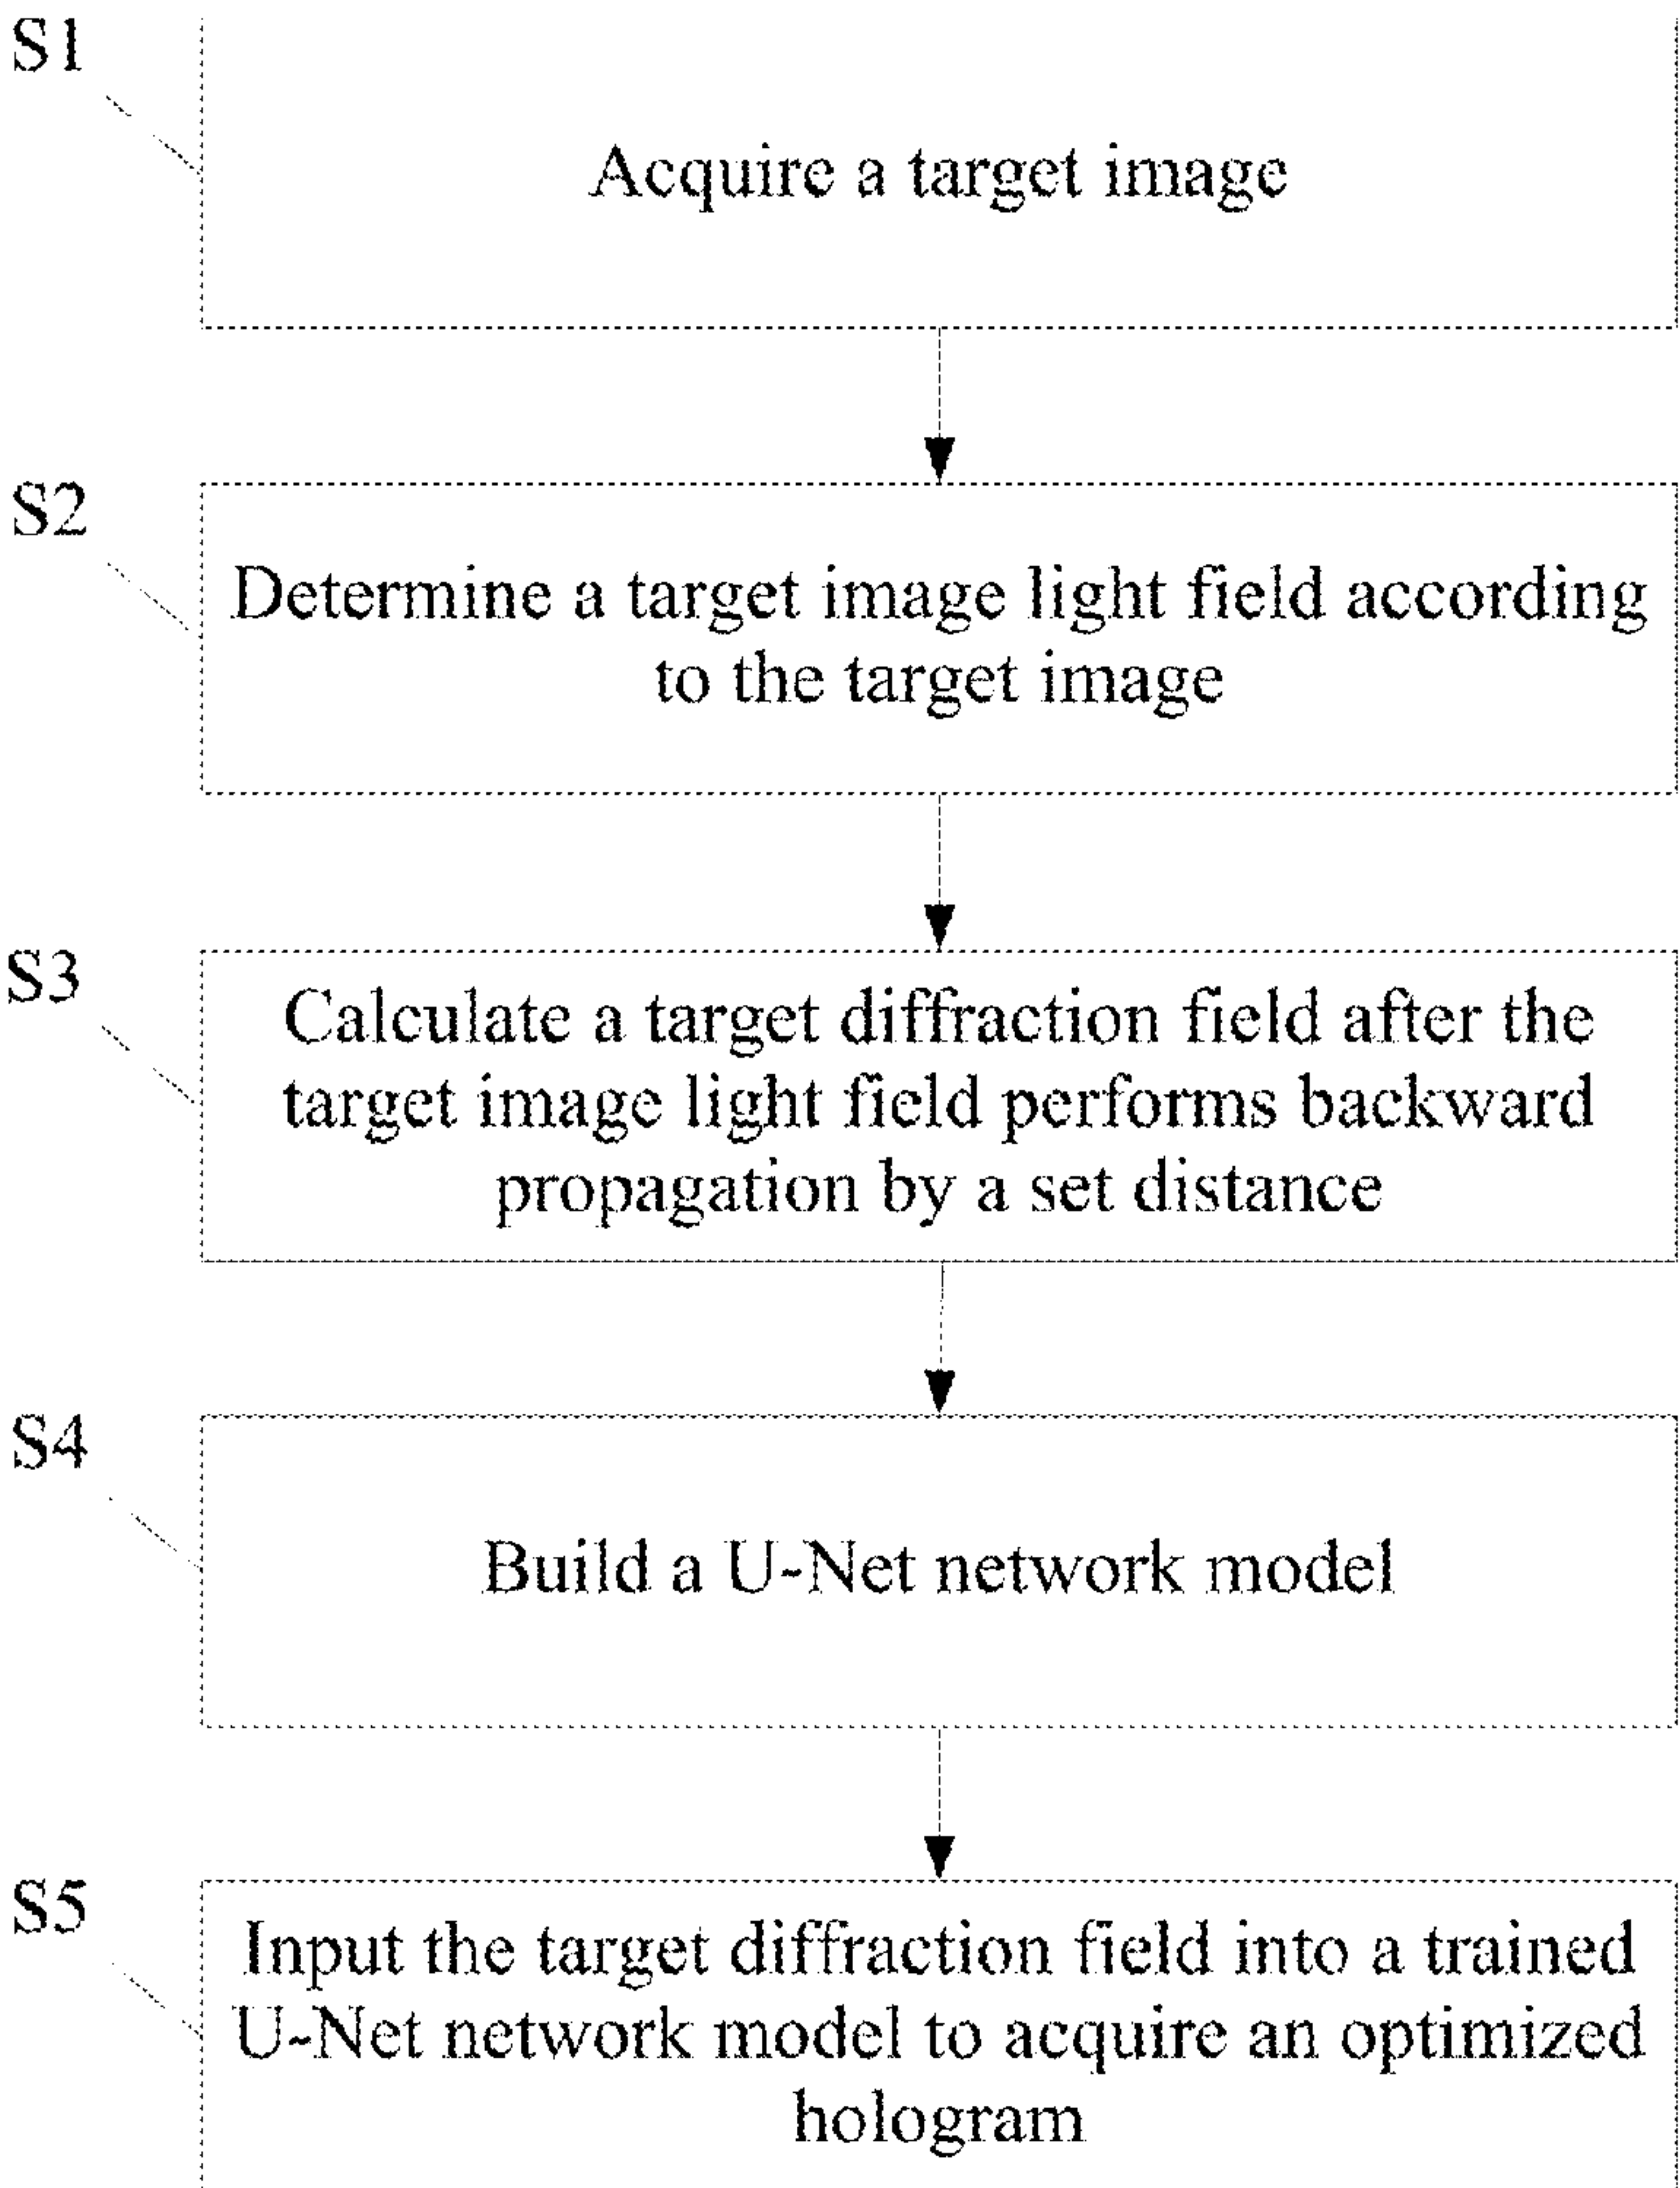 S1
Acquire a target image
S2
Determine a target image light field according
to the target image
S3
Calculate a target diffraction field after the
target image light field performs backward
propagation by a set distance
S4
Build a U-Net network model
S5
Input the target diffraction field into a trained
U-Net network model to acquire an optimized
hologram